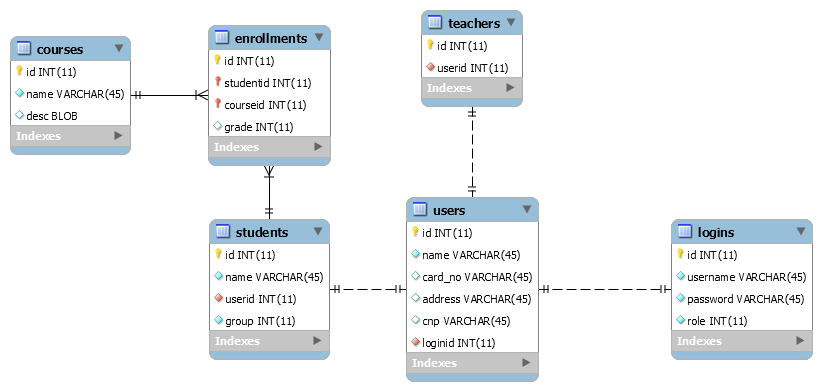 courses
id INT(11)
name VARCHAR(45)
desc BLOB
Indexes
enrollments
id INT(11)
studentid INT(11)
courseid INT(11)
grade INT(11)
Indexes
teachers
id INT(11)
userid INT(11)
Indexes
students
id INT(11)
name VARCHAR(45)
userid INT(11)
group INT(11)
Indexes
users
id INT(11)
name VARCHAR(45)
card_no VARCHAR(45)
address VARCHAR(45)
cnp VARCHAR(45)
loginid INT(11)
Indexes
logins
id INT(11)
username VARCHAR(45)
password VARCHAR(45)
role INT(11)
Indexes